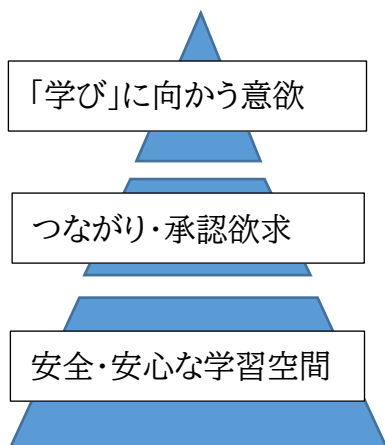 「学び」に向かう意欲
つながり・承認欲求
安全・安心な学習空間